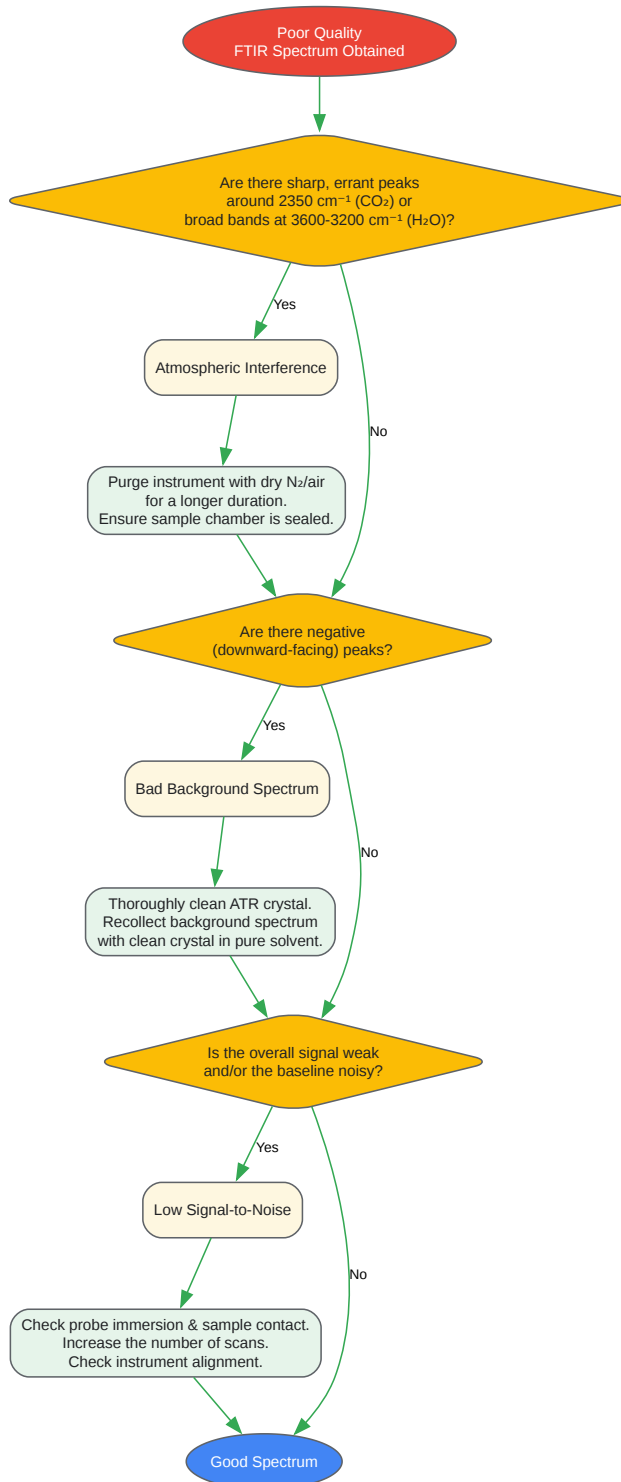 Poor Quality
FTIR Spectrum Obtained
Are there sharp, errant peaks
around 2350 cm⁻¹ (CO₂) or
broad bands at 3600-3200 cm⁻¹ (H₂O)?
Yes
Atmospheric Interference
No
Purge instrument with dry N₂/air
for a longer duration.
Ensure sample chamber is sealed.
Are there negative
(downward-facing) peaks?
Yes
Bad Background Spectrum
No
Thoroughly clean ATR crystal.
Recollect background spectrum
with clean crystal in pure solvent.
Is the overall signal weak
and/or the baseline noisy?
Yes
Low Signal-to-Noise
No
Check probe immersion & sample contact.
Increase the number of scans.
Check instrument alignment.
Good Spectrum